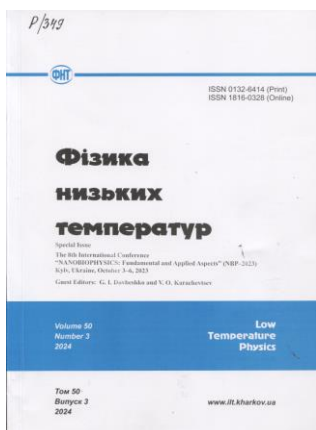 P/349
ФНТ
ISSN 0132-6414 (Print)
ISSN 1816-0328 (Online)
Фізика
низьких
температур
Special Issue
The 8th International Conference
"NANOBIOPHYSICS: Fundamental and Applied Aspects" (NBP-2023)
Kyiv, Ukraine, October 3–6, 2023
Guest Editors: G. I. Dovbeshko and V. O. Karachevtsev
Volume 50
Number 3
2024
Low
Temperature
Physics
Том 50
Випуск 3
2024
www.ilt.kharkov.ua